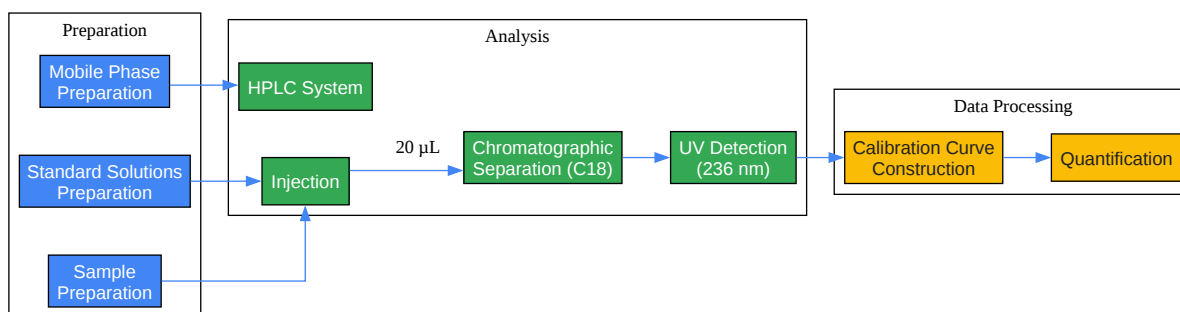 Preparation
Mobile Phase
Preparation
Standard Solutions
Preparation
Sample
Preparation
Analysis
HPLC System
Injection
20 µL
Chromatographic
Separation (C18)
UV Detection
(236 nm)
Data Processing
Calibration Curve
Construction
Quantification